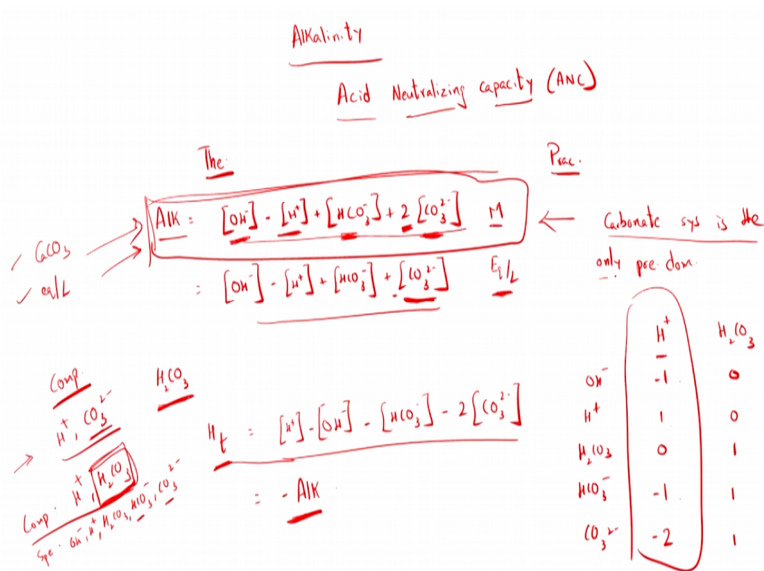 Alkalinity
Acid Neutralizing capacity (ANC)
The. Prac.
Alk = [OH⁻] - [H⁺] + [HCO₃⁻] + 2 [CO₃²⁻] M
← Carbonate sys is the
only pre dom.
✓ CaCO₃
✓ eq/L
= [OH⁻] - [H⁺] + [HCO₃⁻] + [CO₃²⁻] Eq/L
H⁺ H₂CO₃
OH⁻ -1 0
H⁺ 1 0
H₂CO₃ 0 1
HCO₃⁻ -1 1
CO₃²⁻ -2 1
Comp. H₂CO₃
H⁺, CO₃²⁻
Hₜ = [H⁺] - [OH⁻] - [HCO₃⁻] - 2 [CO₃²⁻]
= - Alk
Comp. H⁺, H₂CO₃
Spe. OH⁻, H⁺, H₂CO₃, HCO₃⁻, CO₃²⁻